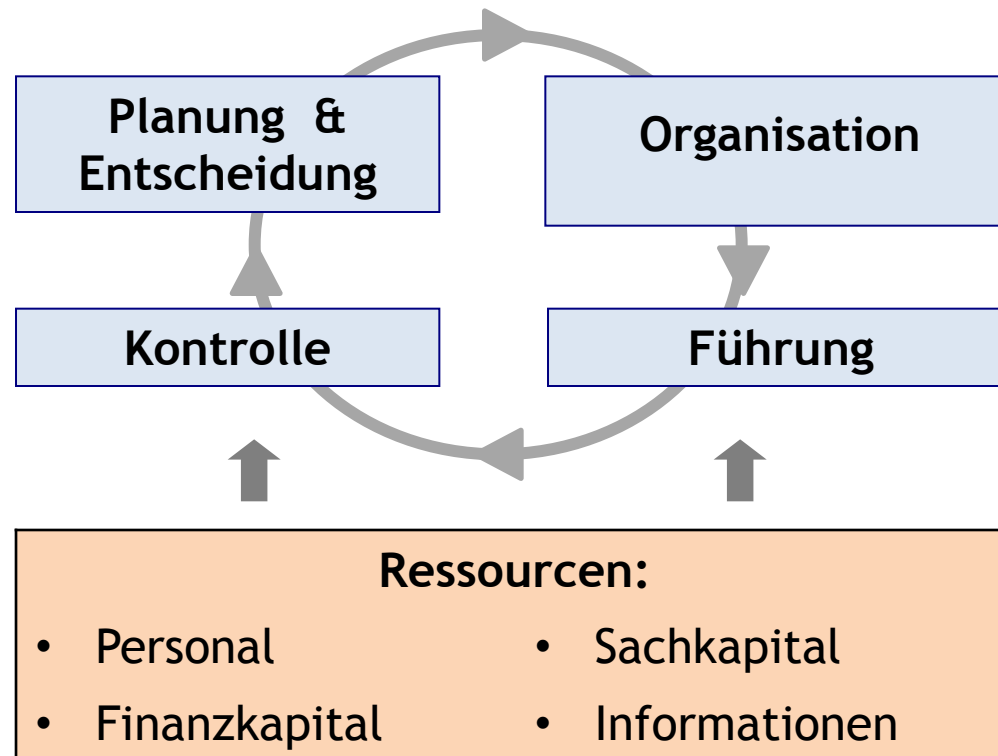 Planung & Entscheidung
Organisation
Kontrolle
Führung
Ressourcen:
• Personal
• Sachkapital
• Finanzkapital
• Informationen